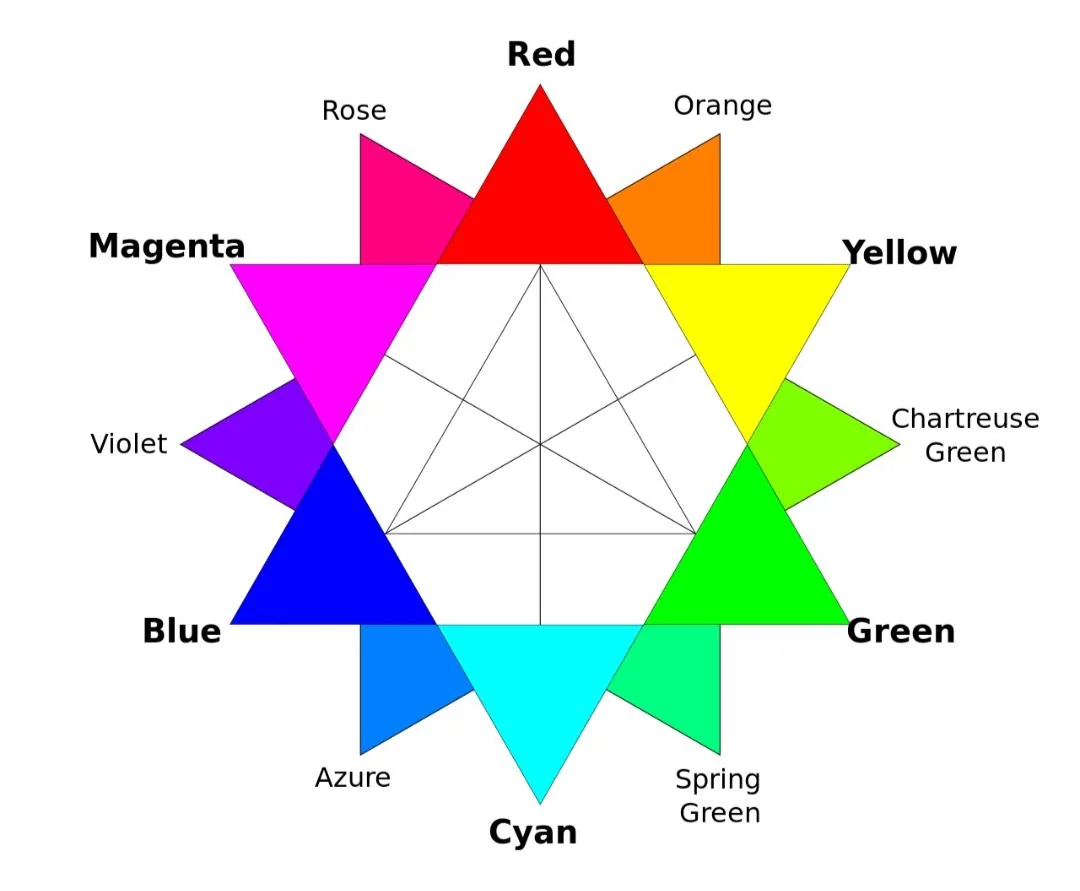 Red
Rose
Orange
Magenta
Yellow
Violet
Chartreuse
Green
Blue
Green
Azure
Spring
Green
Cyan